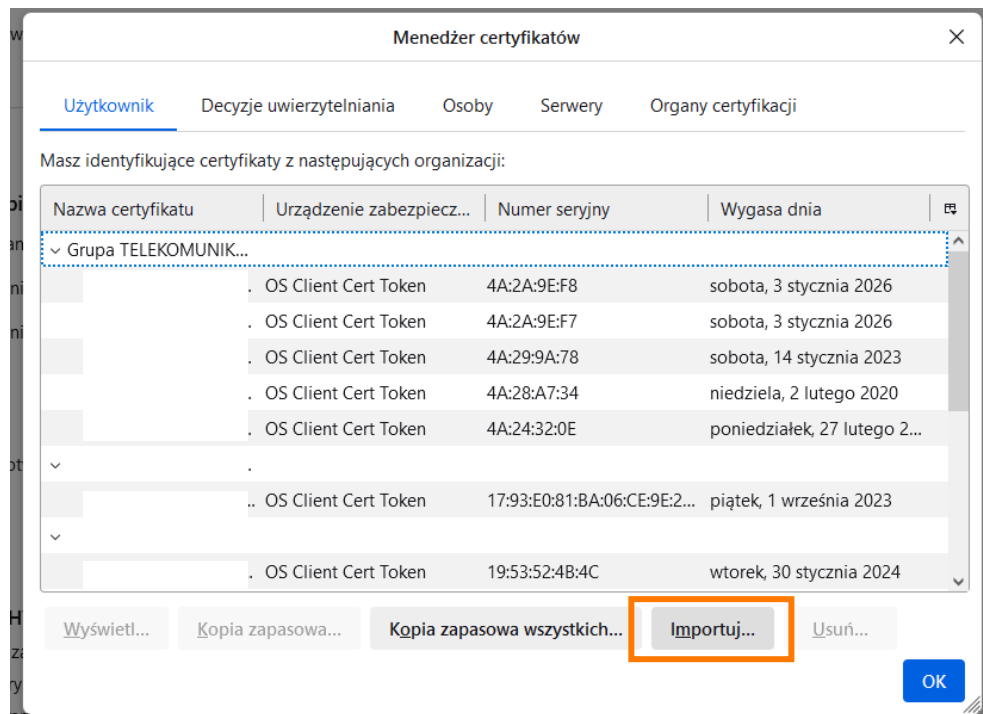 Menedżer certyfikatów
Użytkownik Decyzje uwierzytelniania Osoby Serwery Organy certyfikacji
Masz identyfikujące certyfikaty z następujących organizacji:
Nazwa certyfikatu Urządzenie zabezpiecz... Numer seryjny Wygasa dnia
Grupa TELEKOMUNIK...
. OS Client Cert Token 4A:2A:9E:F8 sobota, 3 stycznia 2026
. OS Client Cert Token 4A:2A:9E:F7 sobota, 3 stycznia 2026
. OS Client Cert Token 4A:29:9A:78 sobota, 14 stycznia 2023
. OS Client Cert Token 4A:28:A7:34 niedziela, 2 lutego 2020
. OS Client Cert Token 4A:24:32:0E poniedziałek, 27 lutego 2...
.
.. OS Client Cert Token 17:93:E0:81:BA:06:CE:9E:2... piątek, 1 września 2023
. OS Client Cert Token 19:53:52:4B:4C wtorek, 30 stycznia 2024
Wyświetl... Kopia zapasowa... Kopia zapasowa wszystkich... Importuj... Usuń...
OK